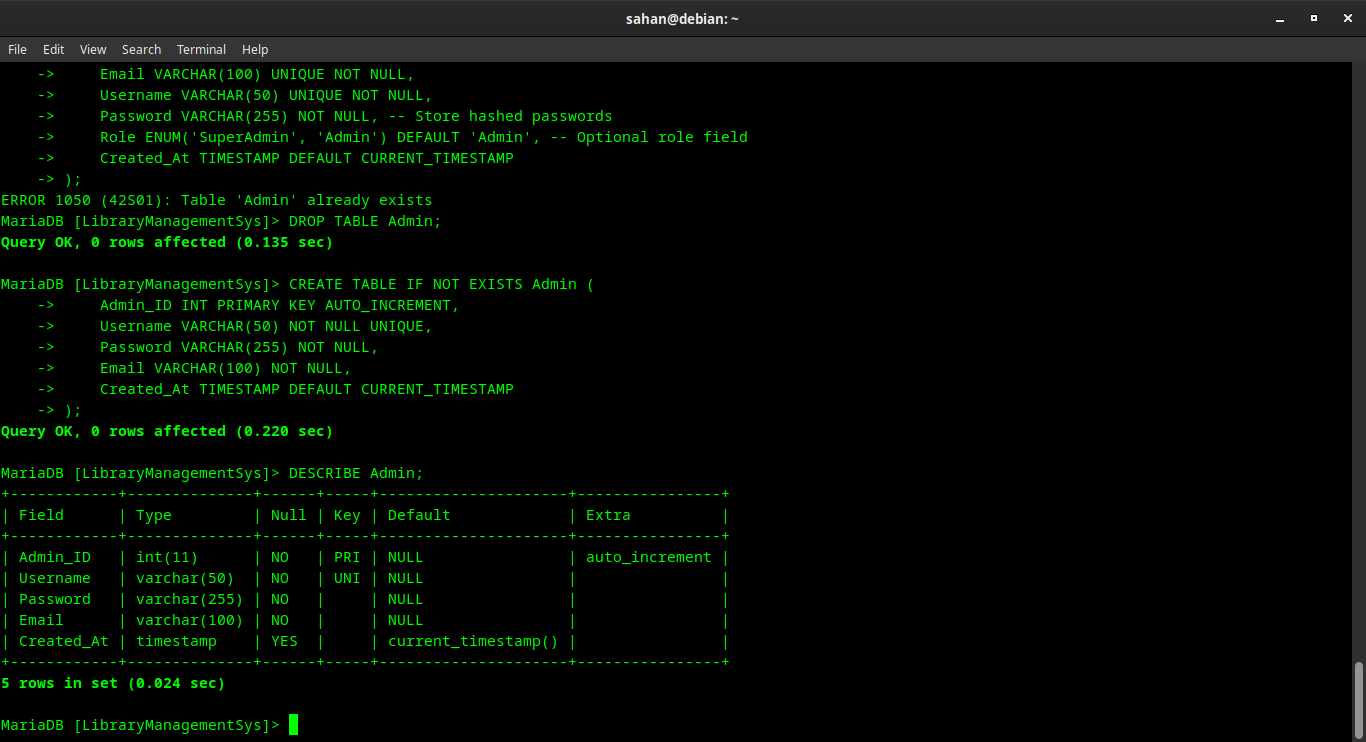 sahan@debian: ~
File Edit View Search Terminal Help
    ->     Email VARCHAR(100) UNIQUE NOT NULL,
    ->     Username VARCHAR(50) UNIQUE NOT NULL,
    ->     Password VARCHAR(255) NOT NULL, -- Store hashed passwords
    ->     Role ENUM('SuperAdmin', 'Admin') DEFAULT 'Admin', -- Optional role field
    ->     Created_At TIMESTAMP DEFAULT CURRENT_TIMESTAMP
    -> );
ERROR 1050 (42S01): Table 'Admin' already exists
MariaDB [LibraryManagementSys]> DROP TABLE Admin;
Query OK, 0 rows affected (0.135 sec)

MariaDB [LibraryManagementSys]> CREATE TABLE IF NOT EXISTS Admin (
    ->     Admin_ID INT PRIMARY KEY AUTO_INCREMENT,
    ->     Username VARCHAR(50) NOT NULL UNIQUE,
    ->     Password VARCHAR(255) NOT NULL,
    ->     Email VARCHAR(100) NOT NULL,
    ->     Created_At TIMESTAMP DEFAULT CURRENT_TIMESTAMP
    -> );
Query OK, 0 rows affected (0.220 sec)

MariaDB [LibraryManagementSys]> DESCRIBE Admin;
+------------+--------------+------+-----+---------------------+----------------+
| Field      | Type         | Null | Key | Default             | Extra          |
+------------+--------------+------+-----+---------------------+----------------+
| Admin_ID   | int(11)      | NO   | PRI | NULL                | auto_increment |
| Username   | varchar(50)  | NO   | UNI | NULL                |                |
| Password   | varchar(255) | NO   |     | NULL                |                |
| Email      | varchar(100) | NO   |     | NULL                |                |
| Created_At | timestamp    | YES  |     | current_timestamp() |                |
+------------+--------------+------+-----+---------------------+----------------+
5 rows in set (0.024 sec)

MariaDB [LibraryManagementSys]>